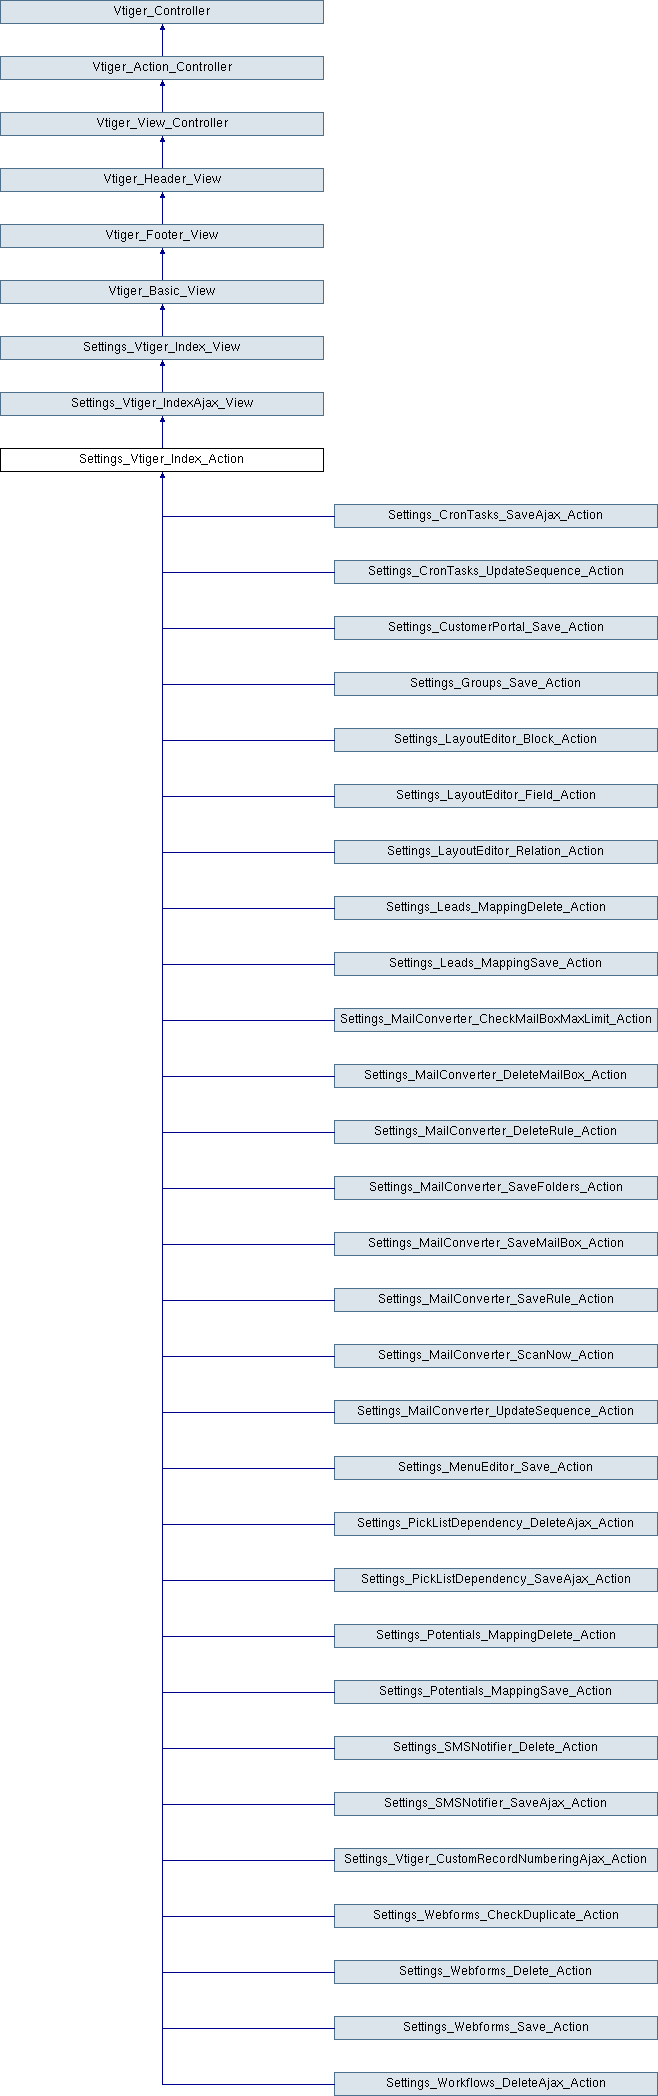 Vtiger_Controller
Vtiger_Action_Controller
Vtiger_View_Controller
Vtiger_Header_View
Vtiger_Footer_View
Vtiger_Basic_View
Settings_Vtiger_Index_View
Settings_Vtiger_IndexAjax_View
Settings_Vtiger_Index_Action
Settings_CronTasks_SaveAjax_Action
Settings_CronTasks_UpdateSequence_Action
Settings_CustomerPortal_Save_Action
Settings_Groups_Save_Action
Settings_LayoutEditor_Block_Action
Settings_LayoutEditor_Field_Action
Settings_LayoutEditor_Relation_Action
Settings_Leads_MappingDelete_Action
Settings_Leads_MappingSave_Action
Settings_MailConverter_CheckMailBoxMaxLimit_Action
Settings_MailConverter_DeleteMailBox_Action
Settings_MailConverter_DeleteRule_Action
Settings_MailConverter_SaveFolders_Action
Settings_MailConverter_SaveMailBox_Action
Settings_MailConverter_SaveRule_Action
Settings_MailConverter_ScanNow_Action
Settings_MailConverter_UpdateSequence_Action
Settings_MenuEditor_Save_Action
Settings_PickListDependency_DeleteAjax_Action
Settings_PickListDependency_SaveAjax_Action
Settings_Potentials_MappingDelete_Action
Settings_Potentials_MappingSave_Action
Settings_SMSNotifier_Delete_Action
Settings_SMSNotifier_SaveAjax_Action
Settings_Vtiger_CustomRecordNumberingAjax_Action
Settings_Webforms_CheckDuplicate_Action
Settings_Webforms_Delete_Action
Settings_Webforms_Save_Action
Settings_Workflows_DeleteAjax_Action